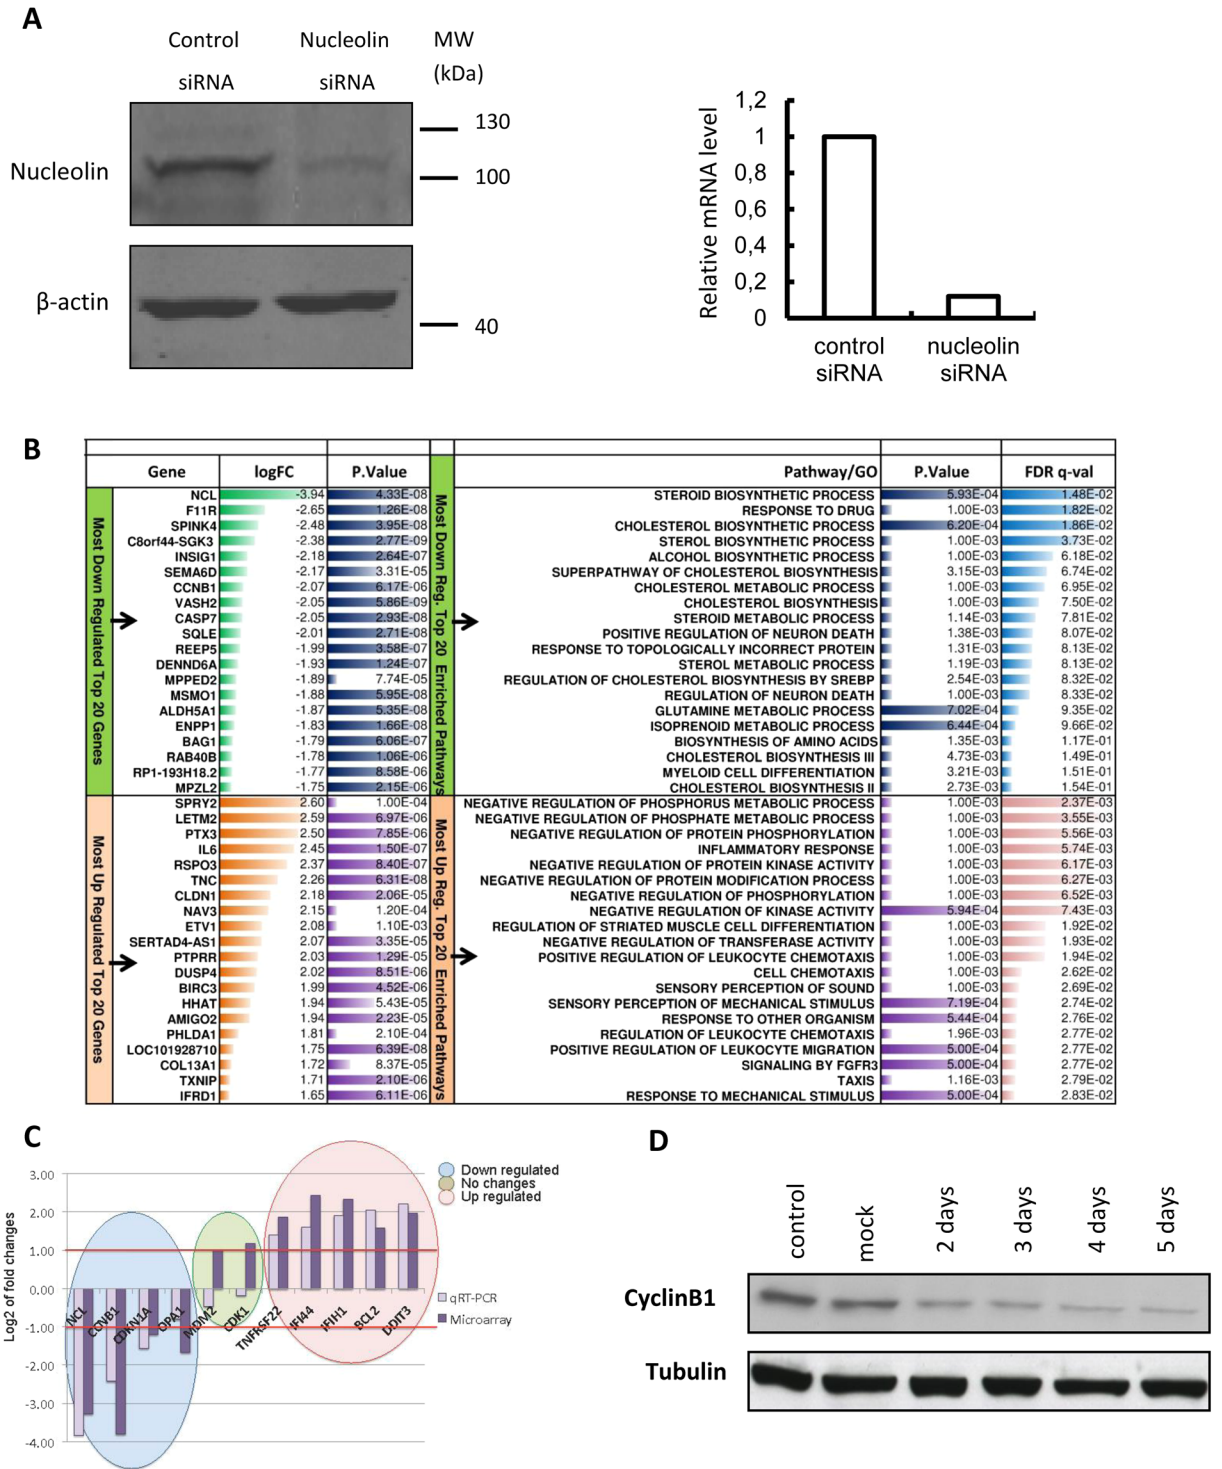 A
Control Nucleolin MW
siRNA siRNA (kDa)
Nucleolin
130
100
β-actin
40
Relative mRNA level
1,2
1
0,8
0,6
0,4
0,2
0
control nucleolin
siRNA siRNA
B
Gene logFC P.Value Pathway/GO P.Value FDR q-val
Most Down Regulated Top 20 Genes
Most Down Reg. Top 20 Enriched Pathways
NCL -3.94 4.33E-08 STEROID BIOSYNTHETIC PROCESS 5.93E-04 1.48E-02
F11R -2.65 1.26E-08 RESPONSE TO DRUG 1.00E-03 1.82E-02
SPINK4 -2.48 3.95E-08 CHOLESTEROL BIOSYNTHETIC PROCESS 6.20E-04 1.86E-02
C8orf44-SGK3 -2.38 2.77E-09 STEROL BIOSYNTHETIC PROCESS 1.00E-03 3.73E-02
INSIG1 -2.18 2.64E-07 ALCOHOL BIOSYNTHETIC PROCESS 1.00E-03 6.18E-02
SEMA6D -2.17 3.31E-05 SUPERPATHWAY OF CHOLESTEROL BIOSYNTHESIS 3.15E-03 6.74E-02
CCNB1 -2.07 6.17E-06 CHOLESTEROL METABOLIC PROCESS 1.00E-03 6.95E-02
VASH2 -2.05 5.86E-09 CHOLESTEROL BIOSYNTHESIS 1.00E-03 7.50E-02
CASP7 -2.05 2.93E-08 STEROID METABOLIC PROCESS 1.14E-03 7.81E-02
SQLE -2.01 2.71E-08 POSITIVE REGULATION OF NEURON DEATH 1.38E-03 8.07E-02
REEP5 -1.99 3.58E-07 RESPONSE TO TOPOLOGICALLY INCORRECT PROTEIN 1.31E-03 8.13E-02
DENND6A -1.93 1.24E-07 STEROL METABOLIC PROCESS 1.19E-03 8.13E-02
MPPED2 -1.89 7.74E-05 REGULATION OF CHOLESTEROL BIOSYNTHESIS BY SREBP 2.54E-03 8.32E-02
MSMO1 -1.88 5.95E-08 REGULATION OF NEURON DEATH 1.00E-03 8.33E-02
ALDH5A1 -1.87 5.35E-08 GLUTAMINE METABOLIC PROCESS 7.02E-04 9.35E-02
ENPP1 -1.83 1.66E-08 ISOPRENOID METABOLIC PROCESS 6.44E-04 9.66E-02
BAG1 -1.79 6.06E-07 BIOSYNTHESIS OF AMINO ACIDS 1.35E-03 1.17E-01
RAB40B -1.78 1.06E-06 CHOLESTEROL BIOSYNTHESIS III 4.73E-03 1.49E-01
RP1-193H18.2 -1.77 8.58E-06 MYELOID CELL DIFFERENTIATION 3.21E-03 1.51E-01
MPZL2 -1.75 2.15E-06 CHOLESTEROL BIOSYNTHESIS II 2.73E-03 1.54E-01
Most Up Regulated Top 20 Genes
Most Up Reg. Top 20 Enriched Pathways
SPRY2 2.60 1.00E-04 NEGATIVE REGULATION OF PHOSPHORUS METABOLIC PROCESS 1.00E-03 2.37E-03
LETM2 2.59 6.97E-06 NEGATIVE REGULATION OF PHOSPHATE METABOLIC PROCESS 1.00E-03 3.55E-03
PTX3 2.50 7.85E-06 NEGATIVE REGULATION OF PROTEIN PHOSPHORYLATION 1.00E-03 5.56E-03
IL6 2.45 1.50E-07 INFLAMMATORY RESPONSE 1.00E-03 5.74E-03
RSPO3 2.37 8.40E-07 NEGATIVE REGULATION OF PROTEIN KINASE ACTIVITY 1.00E-03 6.17E-03
TNC 2.26 6.31E-08 NEGATIVE REGULATION OF PROTEIN MODIFICATION PROCESS 1.00E-03 6.27E-03
CLDN1 2.18 2.06E-05 NEGATIVE REGULATION OF PHOSPHORYLATION 1.00E-03 6.52E-03
NAV3 2.15 1.20E-04 NEGATIVE REGULATION OF KINASE ACTIVITY 5.94E-04 7.43E-03
ETV1 2.08 1.10E-03 REGULATION OF STRIATED MUSCLE CELL DIFFERENTIATION 1.00E-03 1.92E-02
SERTAD4-AS1 2.07 3.35E-05 NEGATIVE REGULATION OF TRANSFERASE ACTIVITY 1.00E-03 1.93E-02
PTPRR 2.03 1.29E-05 POSITIVE REGULATION OF LEUKOCYTE CHEMOTAXIS 1.00E-03 1.94E-02
DUSP4 2.02 8.51E-06 CELL CHEMOTAXIS 1.00E-03 2.62E-02
BIRC3 1.99 4.52E-06 SENSORY PERCEPTION OF SOUND 1.00E-03 2.69E-02
HHAT 1.94 5.43E-05 SENSORY PERCEPTION OF MECHANICAL STIMULUS 7.19E-04 2.74E-02
AMIGO2 1.94 2.23E-05 RESPONSE TO OTHER ORGANISM 5.44E-04 2.76E-02
PHLDA1 1.81 2.10E-04 REGULATION OF LEUKOCYTE CHEMOTAXIS 1.96E-03 2.77E-02
LOC101928710 1.75 6.39E-08 POSITIVE REGULATION OF LEUKOCYTE MIGRATION 5.00E-04 2.77E-02
COL13A1 1.72 8.37E-05 SIGNALING BY FGFR3 5.00E-04 2.77E-02
TXNIP 1.71 2.10E-06 TAXIS 1.16E-03 2.79E-02
IFRD1 1.65 6.11E-06 RESPONSE TO MECHANICAL STIMULUS 5.00E-04 2.83E-02
C
Log2 of fold changes
3.00
2.00
1.00
0.00
-1.00
-2.00
-3.00
-4.00
NCL CCNB1 CDKN1A OPA1 MDM2 CDK1 TNFRSF22 IFI44 IFIH1 BCL2 DDIT3
Down regulated
No changes
Up regulated
qRT-PCR
Microarray
D
control mock 2 days 3 days 4 days 5 days
CyclinB1
Tubulin